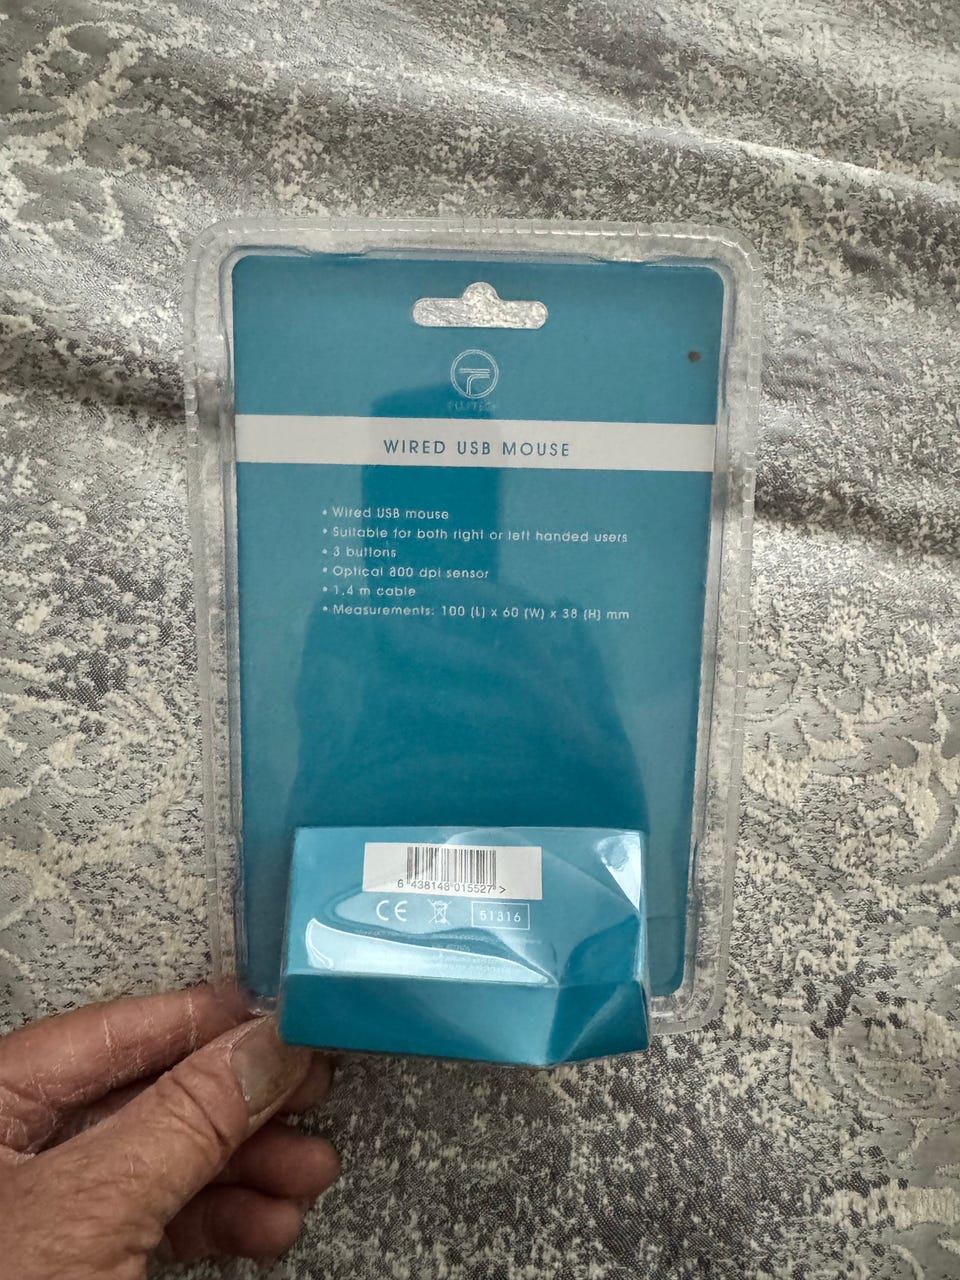 WIRED USB MOUSE
• Wired USB mouse
• Suitable for both right or left handed users
• 3 buttons
• Optical 800 dpi sensor
• 1,4 m cable
• Measurements: 100 (L) x 60 (W) x 38 (H) mm
6 438148 015527 >
CE
51316